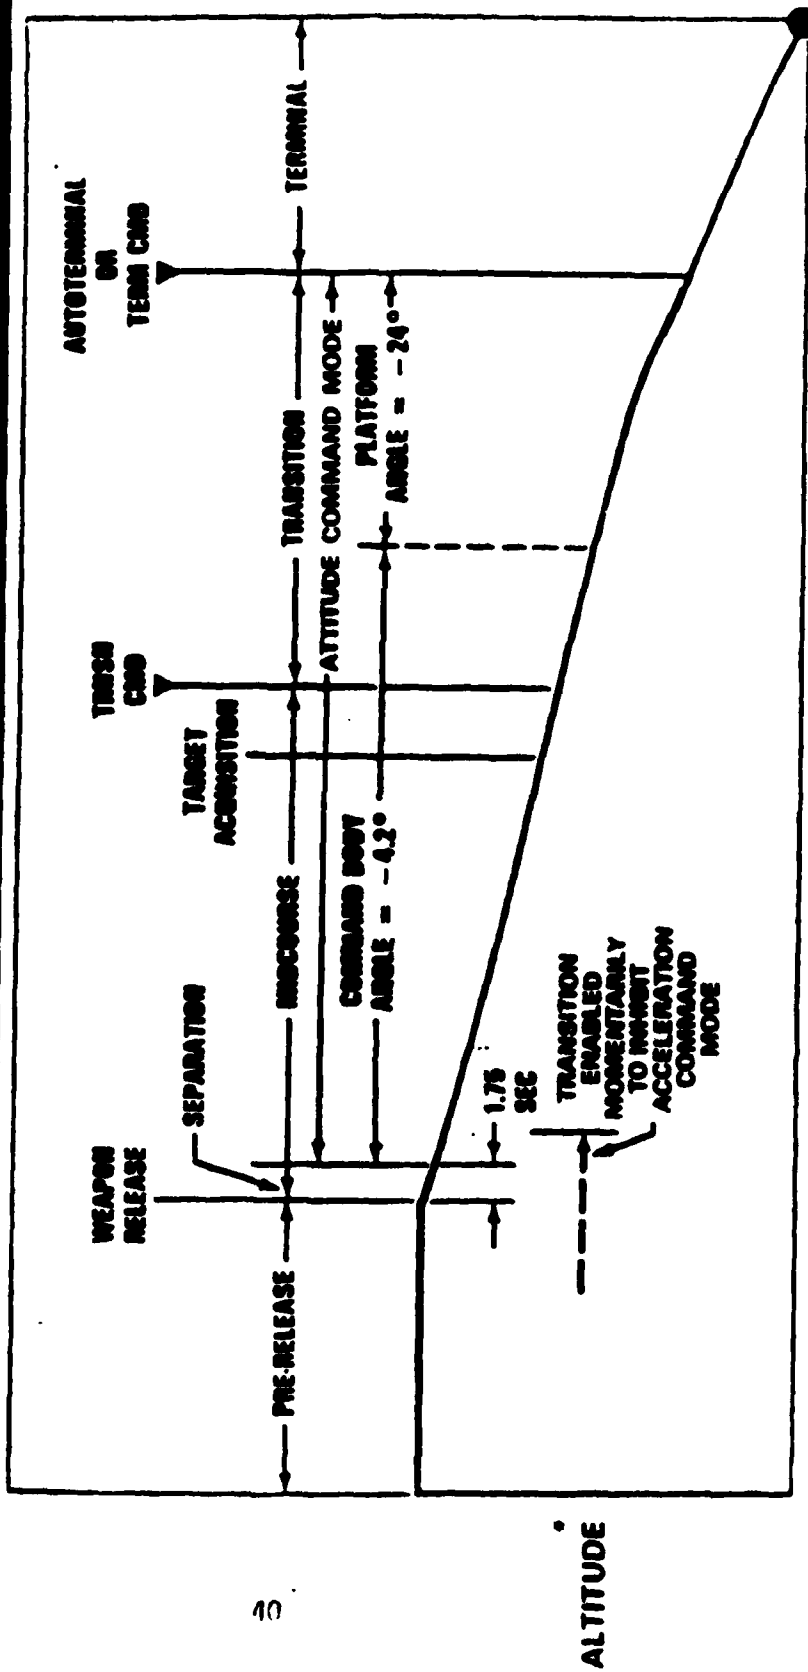 WEAPON
RELEASE
SEPARATION
TARGET
ACQUISITION
TRNSN
CMD
AUTOTERMINAL
OR
TERM CMD
PRE-RELEASE
MIDCOURSE
TRANSITION
TERMINAL
ATTITUDE COMMAND MODE
COMMAND BODY
ANGLE = −4.2°
PLATFORM
ANGLE = −24°
1.75
SEC
TRANSITION
ENABLED
MOMENTARILY
TO INHIBIT
ACCELERATION
COMMAND
MODE
ALTITUDE
10